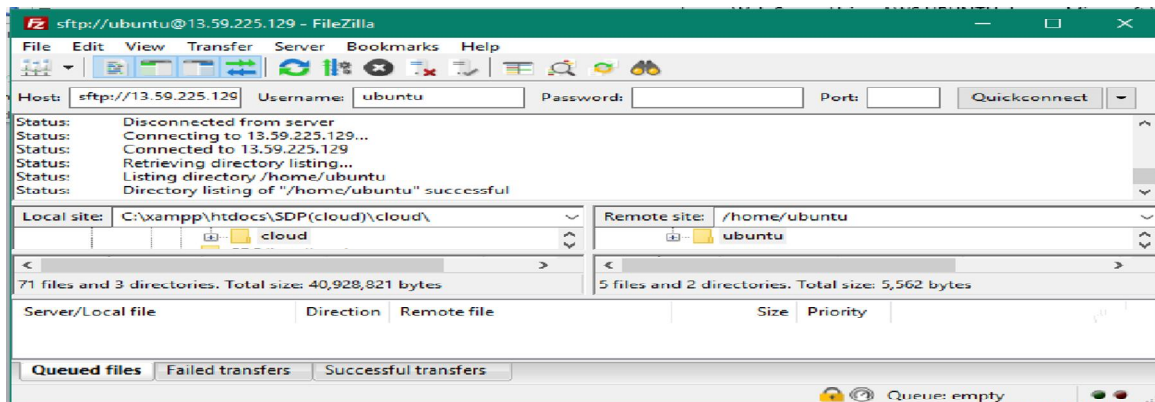 sftp://ubuntu@13.59.225.129 - FileZilla
File Edit View Transfer Server Bookmarks Help
Host: sftp://13.59.225.129 Username: ubuntu Password: Port: Quickconnect
Status: Disconnected from server
Status: Connecting to 13.59.225.129...
Status: Connected to 13.59.225.129
Status: Retrieving directory listing...
Status: Listing directory /home/ubuntu
Status: Directory listing of "/home/ubuntu" successful
Local site: C:\xampp\htdocs\SDP(cloud)\cloud\
Remote site: /home/ubuntu
cloud
ubuntu
71 files and 3 directories. Total size: 40,928,821 bytes
5 files and 2 directories. Total size: 5,562 bytes
Server/Local file Direction Remote file Size Priority
Queued files Failed transfers Successful transfers
Queue: empty